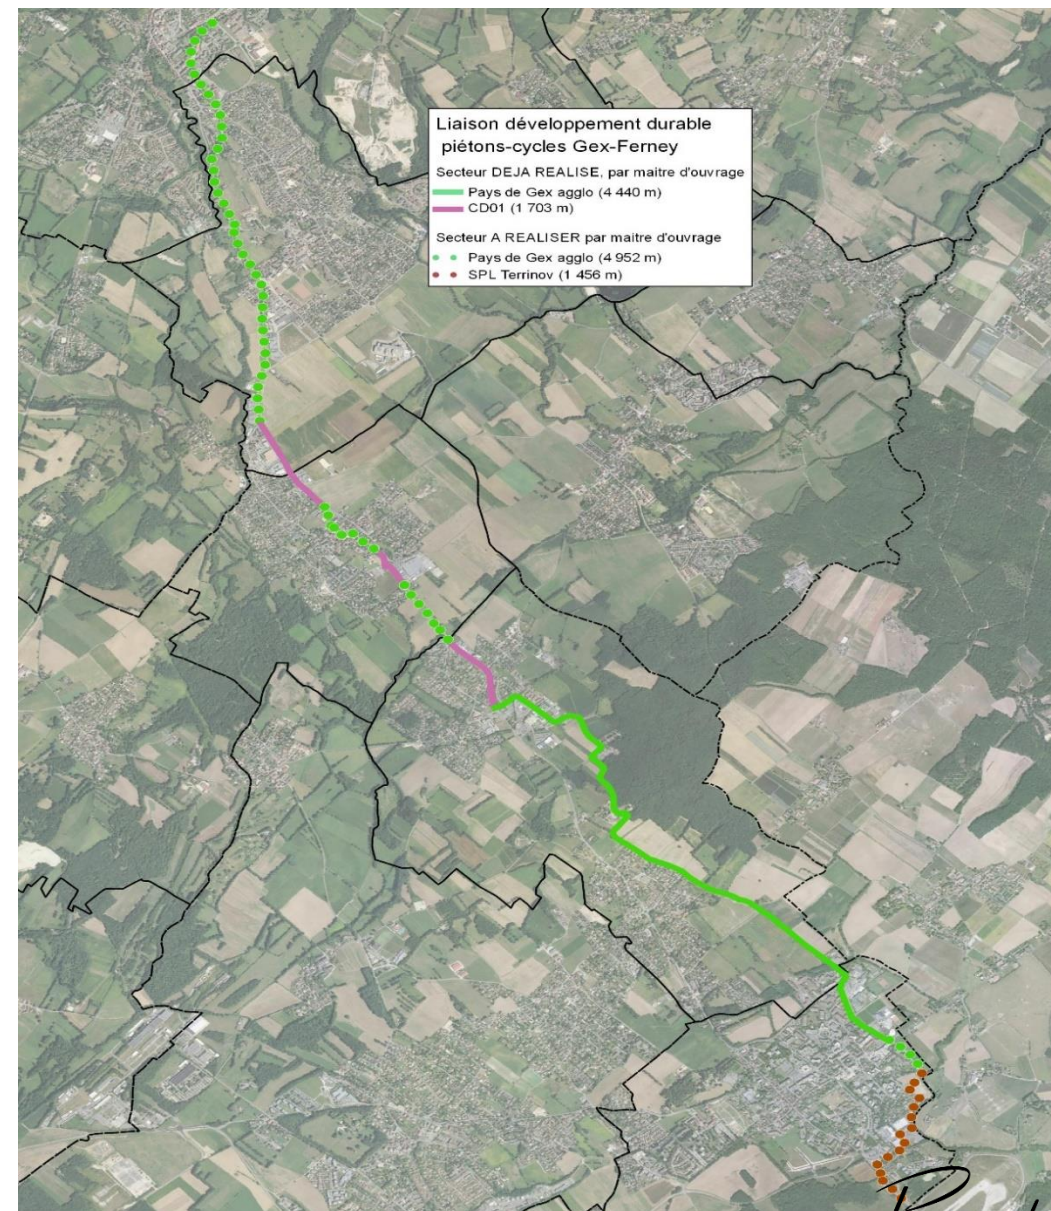 Liaison développement durable
piétons-cycles Gex-Ferney
Secteur DEJA REALISE, par maitre d'ouvrage
Pays de Gex agglo (4 440 m)
CD01 (1 703 m)
Secteur A REALISER par maitre d'ouvrage
Pays de Gex agglo (4 952 m)
SPL Terrinov (1 456 m)